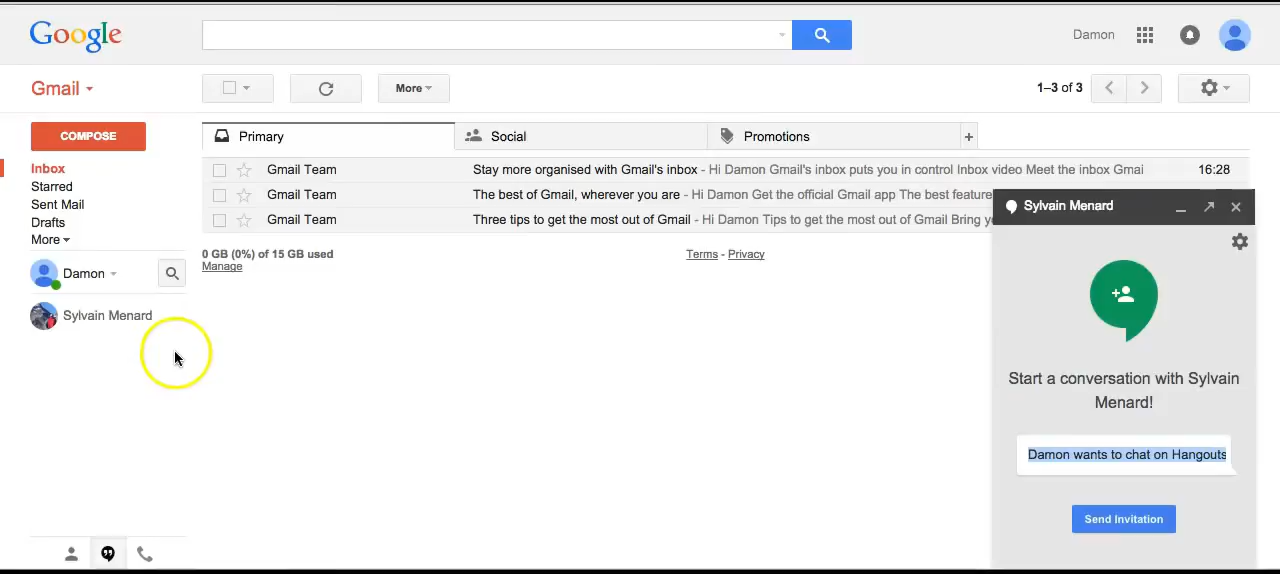 Google
Damon
Gmail
More
1–3 of 3
COMPOSE
Primary
Social
Promotions
Inbox
Starred
Sent Mail
Drafts
More
Gmail Team Stay more organised with Gmail's inbox - Hi Damon Gmail's inbox puts you in control Inbox video Meet the inbox Gmai 16:28
Gmail Team The best of Gmail, wherever you are - Hi Damon Get the official Gmail app The best feature
Gmail Team Three tips to get the most out of Gmail - Hi Damon Tips to get the most out of Gmail Bring yo
0 GB (0%) of 15 GB used
Manage
Terms - Privacy
Damon
Sylvain Menard
Sylvain Menard
Start a conversation with Sylvain
Menard!
Damon wants to chat on Hangouts
Send Invitation